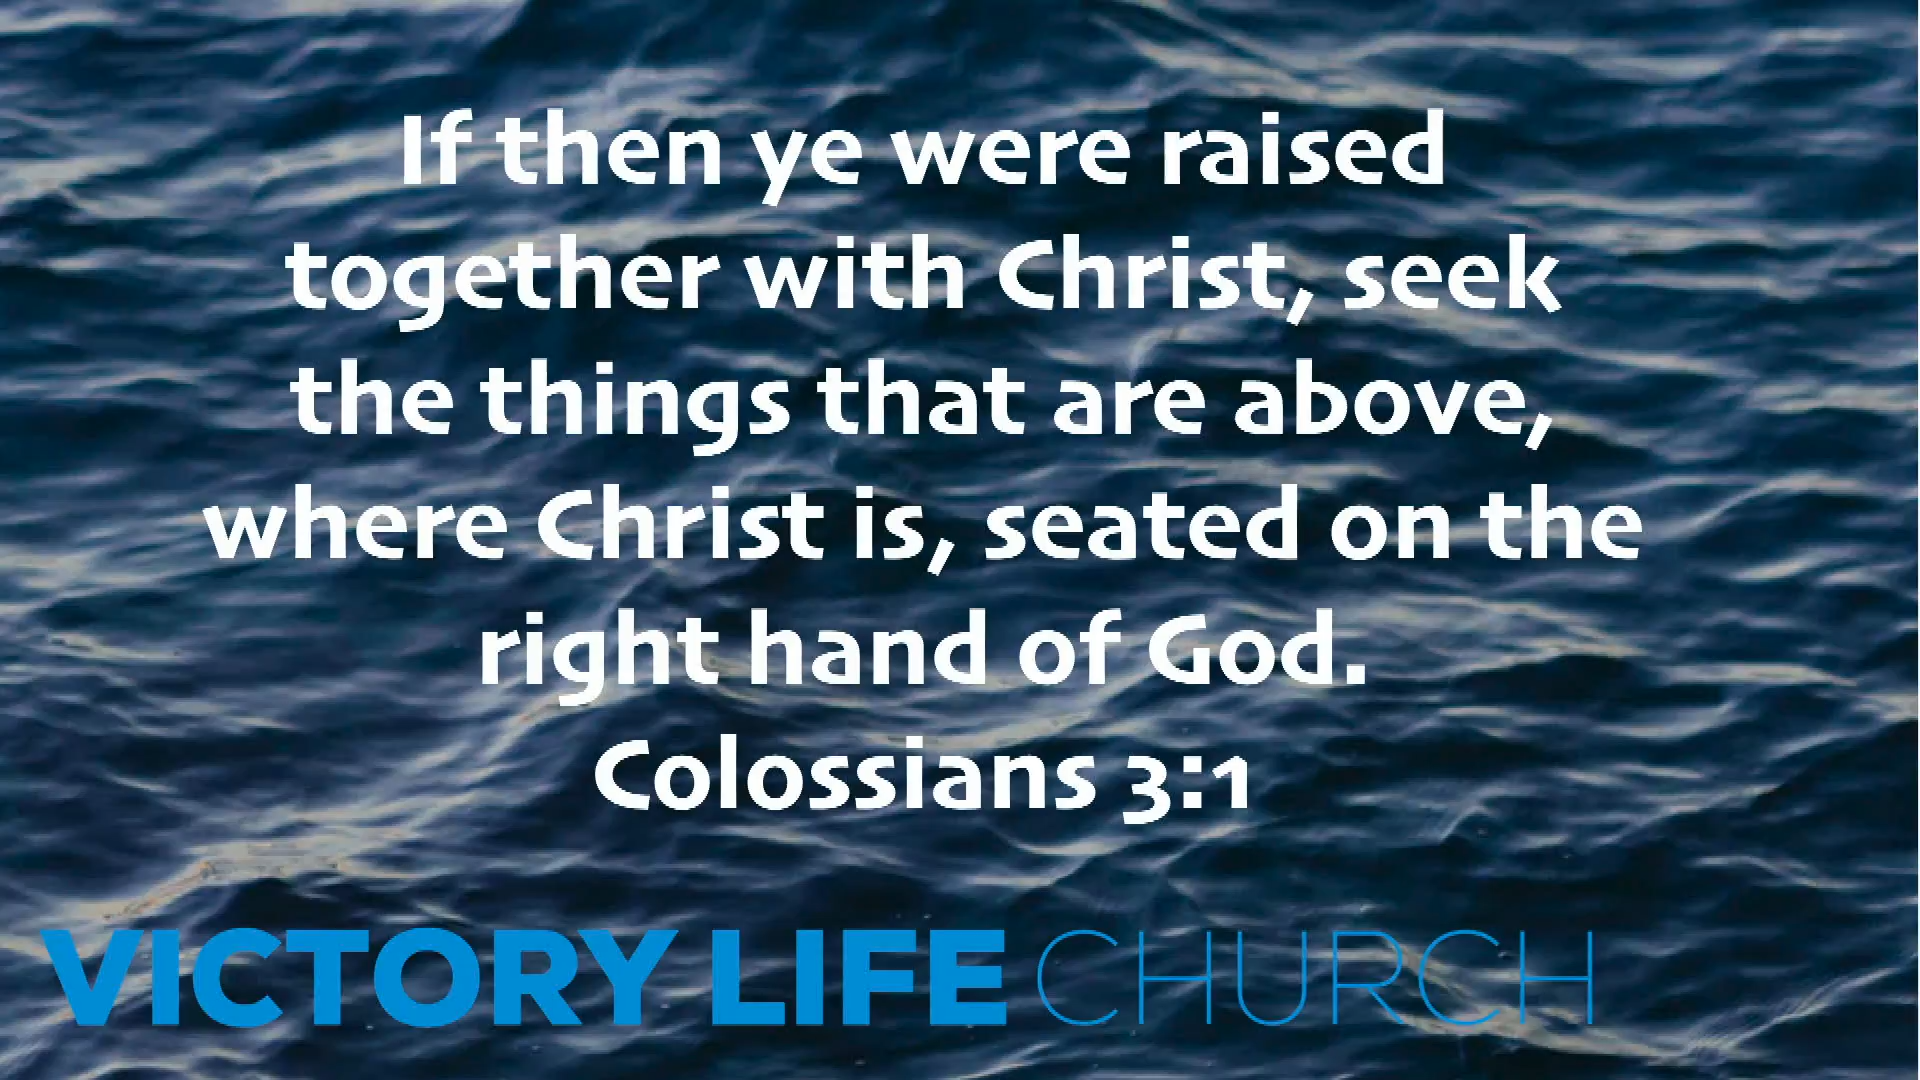 If then ye were raised
together with Christ, seek
the things that are above,
where Christ is, seated on the
right hand of God.
Colossians 3:1
VICTORY LIFE CHURCH